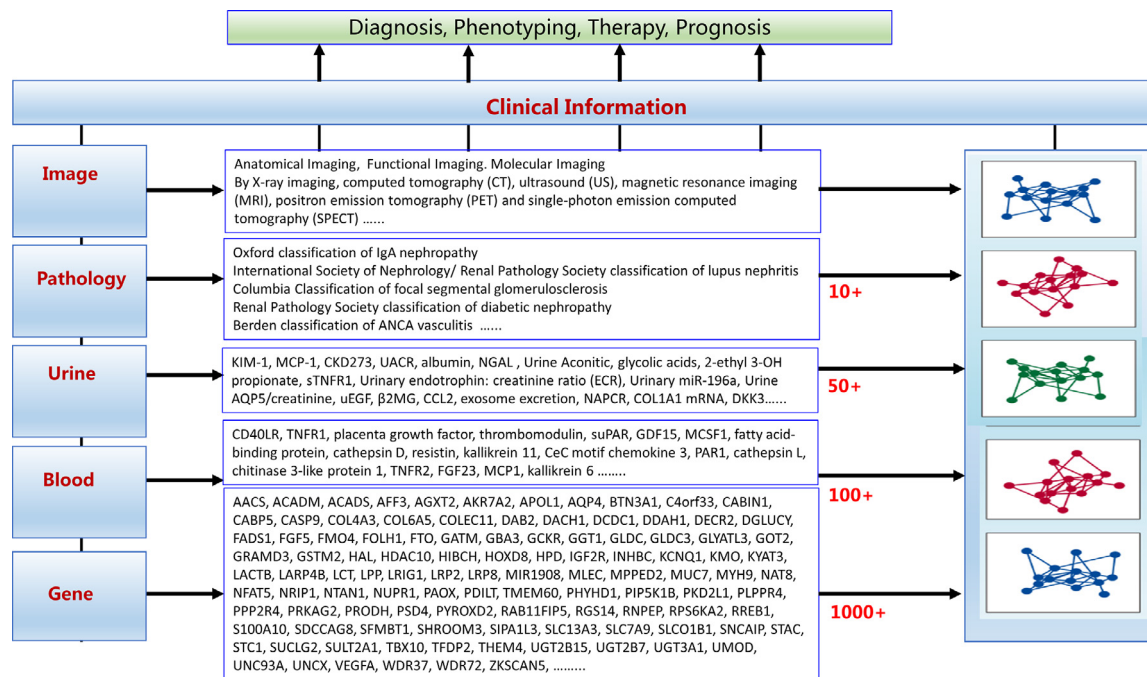 Diagnosis, Phenotyping, Therapy, Prognosis
Clinical Information
Image
Anatomical Imaging, Functional Imaging. Molecular Imaging
By X-ray imaging, computed tomography (CT), ultrasound (US), magnetic resonance imaging
(MRI), positron emission tomography (PET) and single-photon emission computed
tomography (SPECT) ......
Pathology
Oxford classification of IgA nephropathy
International Society of Nephrology/ Renal Pathology Society classification of lupus nephritis
Columbia Classification of focal segmental glomerulosclerosis
Renal Pathology Society classification of diabetic nephropathy
Berden classification of ANCA vasculitis ......
10+
Urine
KIM-1, MCP-1, CKD273, UACR, albumin, NGAL , Urine Aconitic, glycolic acids, 2-ethyl 3-OH
propionate, sTNFR1, Urinary endotrophin: creatinine ratio (ECR), Urinary miR-196a, Urine
AQP5/creatinine, uEGF, β2MG, CCL2, exosome excretion, NAPCR, COL1A1 mRNA, DKK3......
50+
Blood
CD40LR, TNFR1, placenta growth factor, thrombomodulin, suPAR, GDF15, MCSF1, fatty acid-
binding protein, cathepsin D, resistin, kallikrein 11, CeC motif chemokine 3, PAR1, cathepsin L,
chitinase 3-like protein 1, TNFR2, FGF23, MCP1, kallikrein 6 ........
100+
Gene
AACS, ACADM, ACADS, AFF3, AGXT2, AKR7A2, APOL1, AQP4, BTN3A1, C4orf33, CABIN1,
CABP5, CASP9, COL4A3, COL6A5, COLEC11, DAB2, DACH1, DCDC1, DDAH1, DECR2, DGLUCY,
FADS1, FGF5, FMO4, FOLH1, FTO, GATM, GBA3, GCKR, GGT1, GLDC, GLDC3, GLYATL3, GOT2,
GRAMD3, GSTM2, HAL, HDAC10, HIBCH, HOXD8, HPD, IGF2R, INHBC, KCNQ1, KMO, KYAT3,
LACTB, LARP4B, LCT, LPP, LRIG1, LRP2, LRP8, MIR1908, MLEC, MPPED2, MUC7, MYH9, NAT8,
NFAT5, NRIP1, NTAN1, NUPR1, PAOX, PDILT, TMEM60, PHYHD1, PIP5K1B, PKD2L1, PLPPR4,
PPP2R4, PRKAG2, PRODH, PSD4, PYROXD2, RAB11FIP5, RGS14, RNPEP, RPS6KA2, RREB1,
S100A10, SDCCAG8, SFMBT1, SHROOM3, SIPA1L3, SLC13A3, SLC7A9, SLCO1B1, SNCAIP, STAC,
STC1, SUCLG2, SULT2A1, TBX10, TFDP2, THEM4, UGT2B15, UGT2B7, UGT3A1, UMOD,
UNC93A, UNCX, VEGFA, WDR37, WDR72, ZKSCAN5, ........
1000+